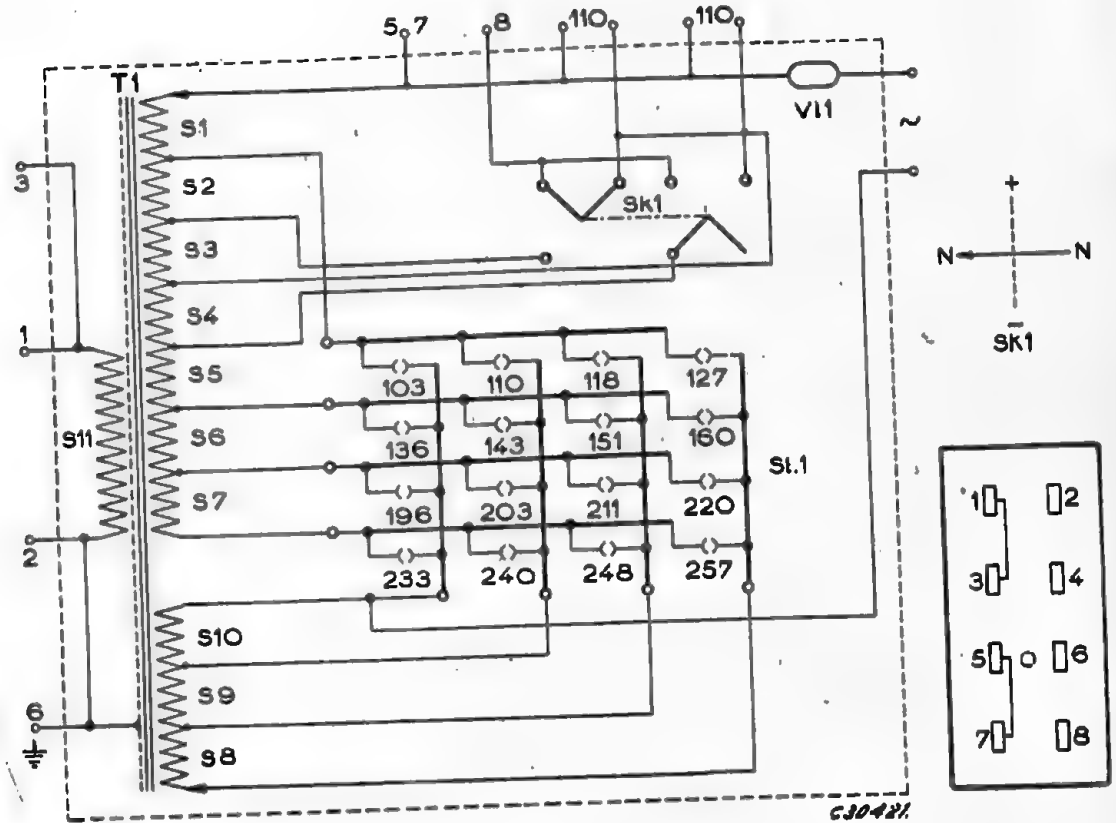 5,7 8 110 110
T1
S1
VL1
~
3
S2
Sk1
+
S3
N N
S4
-
Sk1
1
S5
103 110 118 127
S11
S6
136 143 151 160
St.1
S7
196 203 211 220
1 2
2
233 240 248 257
3 4
S10
5 6
S9
6
7 8
S8
C30421.